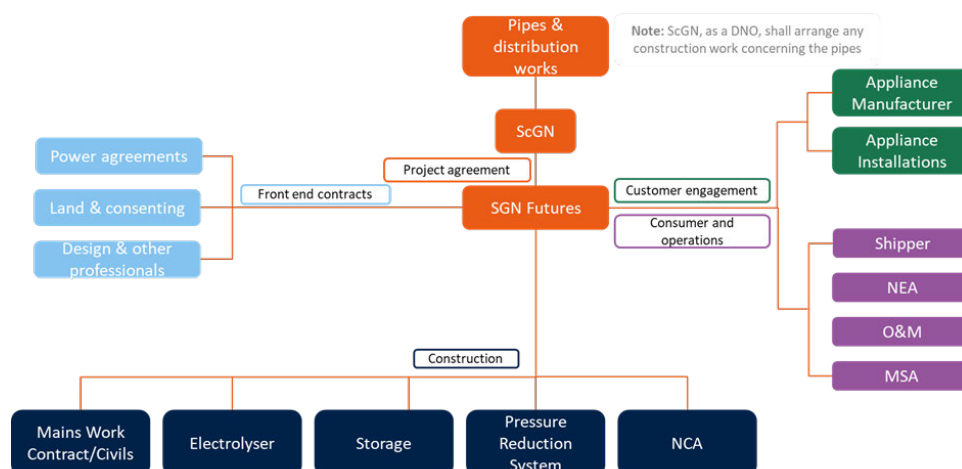 Pipes &
distribution
works
Note: ScGN, as a DNO, shall arrange any
construction work concerning the pipes
Appliance
Manufacturer
ScGN
Appliance
Installations
Power agreements
Project agreement
Front end contracts
Customer engagement
Land & consenting
SGN Futures
Consumer and
operations
Design & other
professionals
Shipper
NEA
O&M
MSA
Construction
Mains Work
Contract/Civils
Electrolyser
Storage
Pressure
Reduction
System
NCA